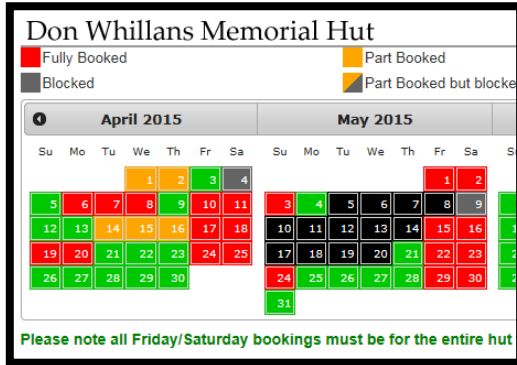 Don Whillans Memorial Hut
Fully Booked Part Booked
Blocked Part Booked but blocke
April 2015 May 2015
Su Mo Tu We Th Fr Sa Su Mo Tu We Th Fr Sa
1 2 3 4 1 2
5 6 7 8 9 10 11 3 4 5 6 7 8 9
12 13 14 15 16 17 18 10 11 12 13 14 15 16
19 20 21 22 23 24 25 17 18 19 20 21 22 23
26 27 28 29 30 24 25 26 27 28 29 30
31
Please note all Friday/Saturday bookings must be for the entire hut